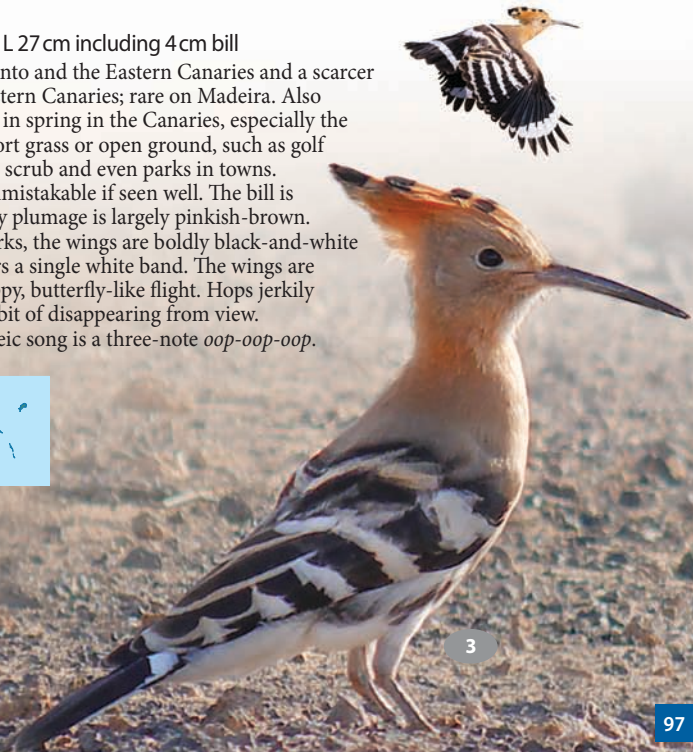 L 27 cm including 4 cm bill
nto and the Eastern Canaries and a scarcer
tern Canaries; rare on Madeira. Also
in spring in the Canaries, especially the
ort grass or open ground, such as golf
scrub and even parks in towns.
mistakable if seen well. The bill is
y plumage is largely pinkish-brown.
rks, the wings are boldly black-and-white
s a single white band. The wings are
py, butterfly-like flight. Hops jerkily
bit of disappearing from view.
eic song is a three-note oop-oop-oop.
3
97